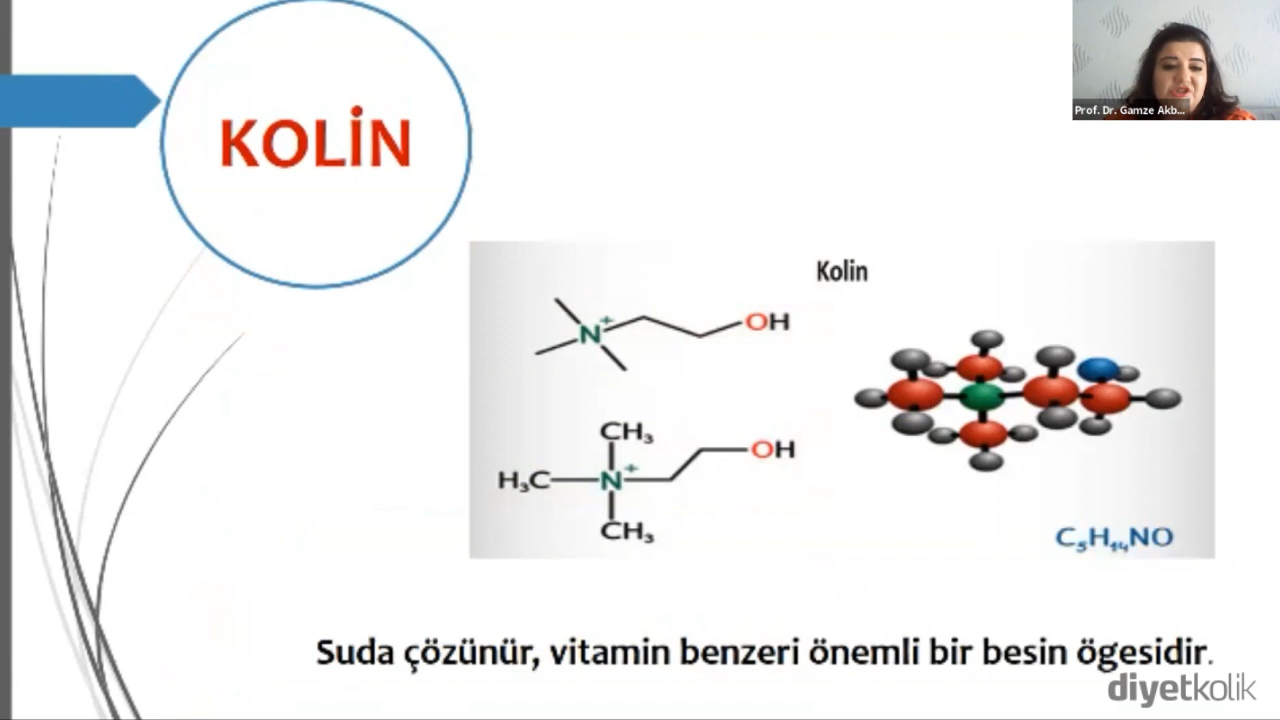 KOLİN
Prof. Dr. Gamze Akb...
Kolin
N+ OH
CH₃
H₃C N+ OH
CH₃
C₅H₁₄NO
Suda çözünür, vitamin benzeri önemli bir besin ögesidir.
diyetkolik